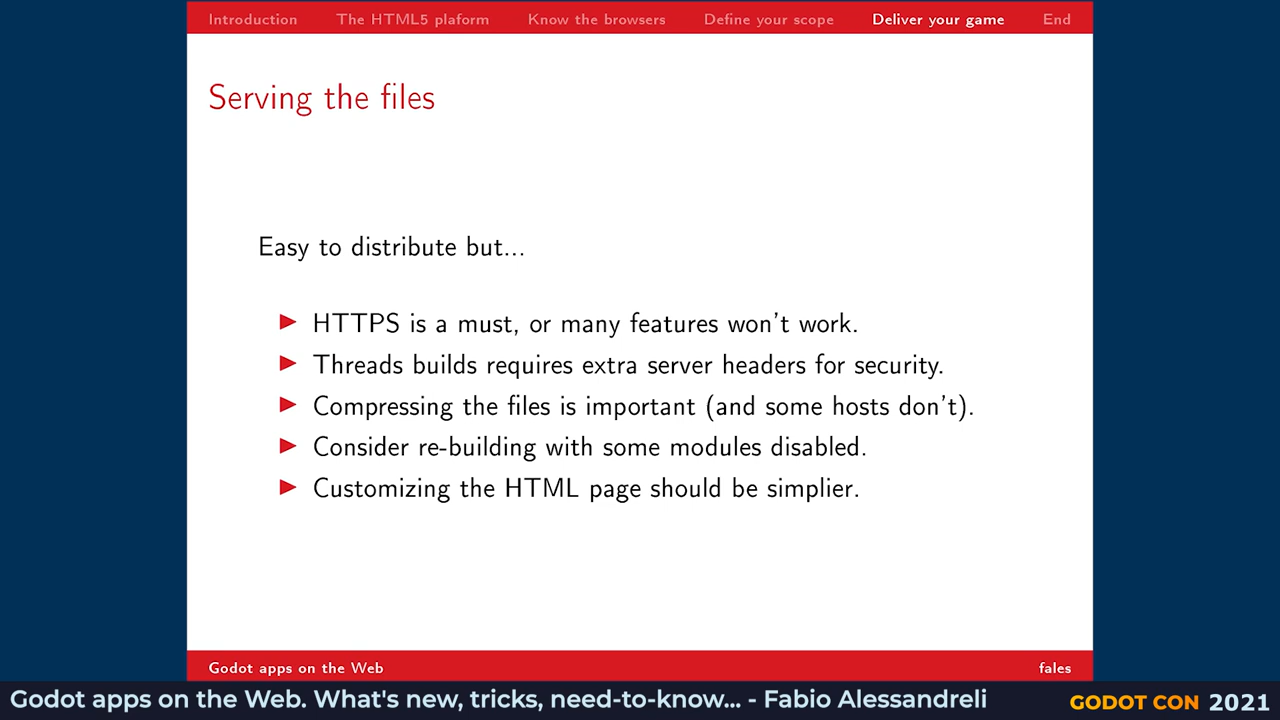 Introduction The HTML5 plaform Know the browsers Define your scope Deliver your game End
Serving the files
Easy to distribute but...
HTTPS is a must, or many features won't work.
Threads builds requires extra server headers for security.
Compressing the files is important (and some hosts don't).
Consider re-building with some modules disabled.
Customizing the HTML page should be simplier.
Godot apps on the Web fales
Godot apps on the Web. What's new, tricks, need-to-know... - Fabio Alessandreli GODOT CON 2021